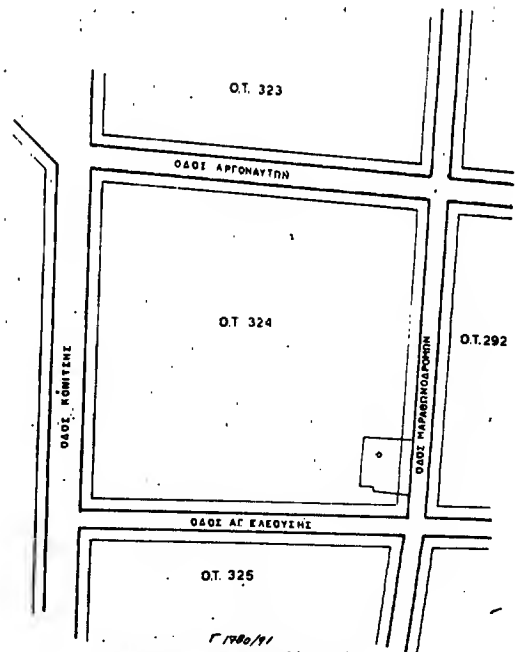 Ο.Τ. 323
ΟΔΟΣ ΑΡΓΟΝΑΥΤΩΝ
Ο.Τ 324
Ο.Τ. 292
ΟΔΟΣ ΚΟΝΙΤΣΗΣ
ΟΔΟΣ ΜΑΡΑΘΩΝΟΔΡΟΜΩΝ
ΟΔΟΣ ΑΓ ΕΛΕΟΥΣΗΣ
Ο.Τ. 325
Γ 1780/91